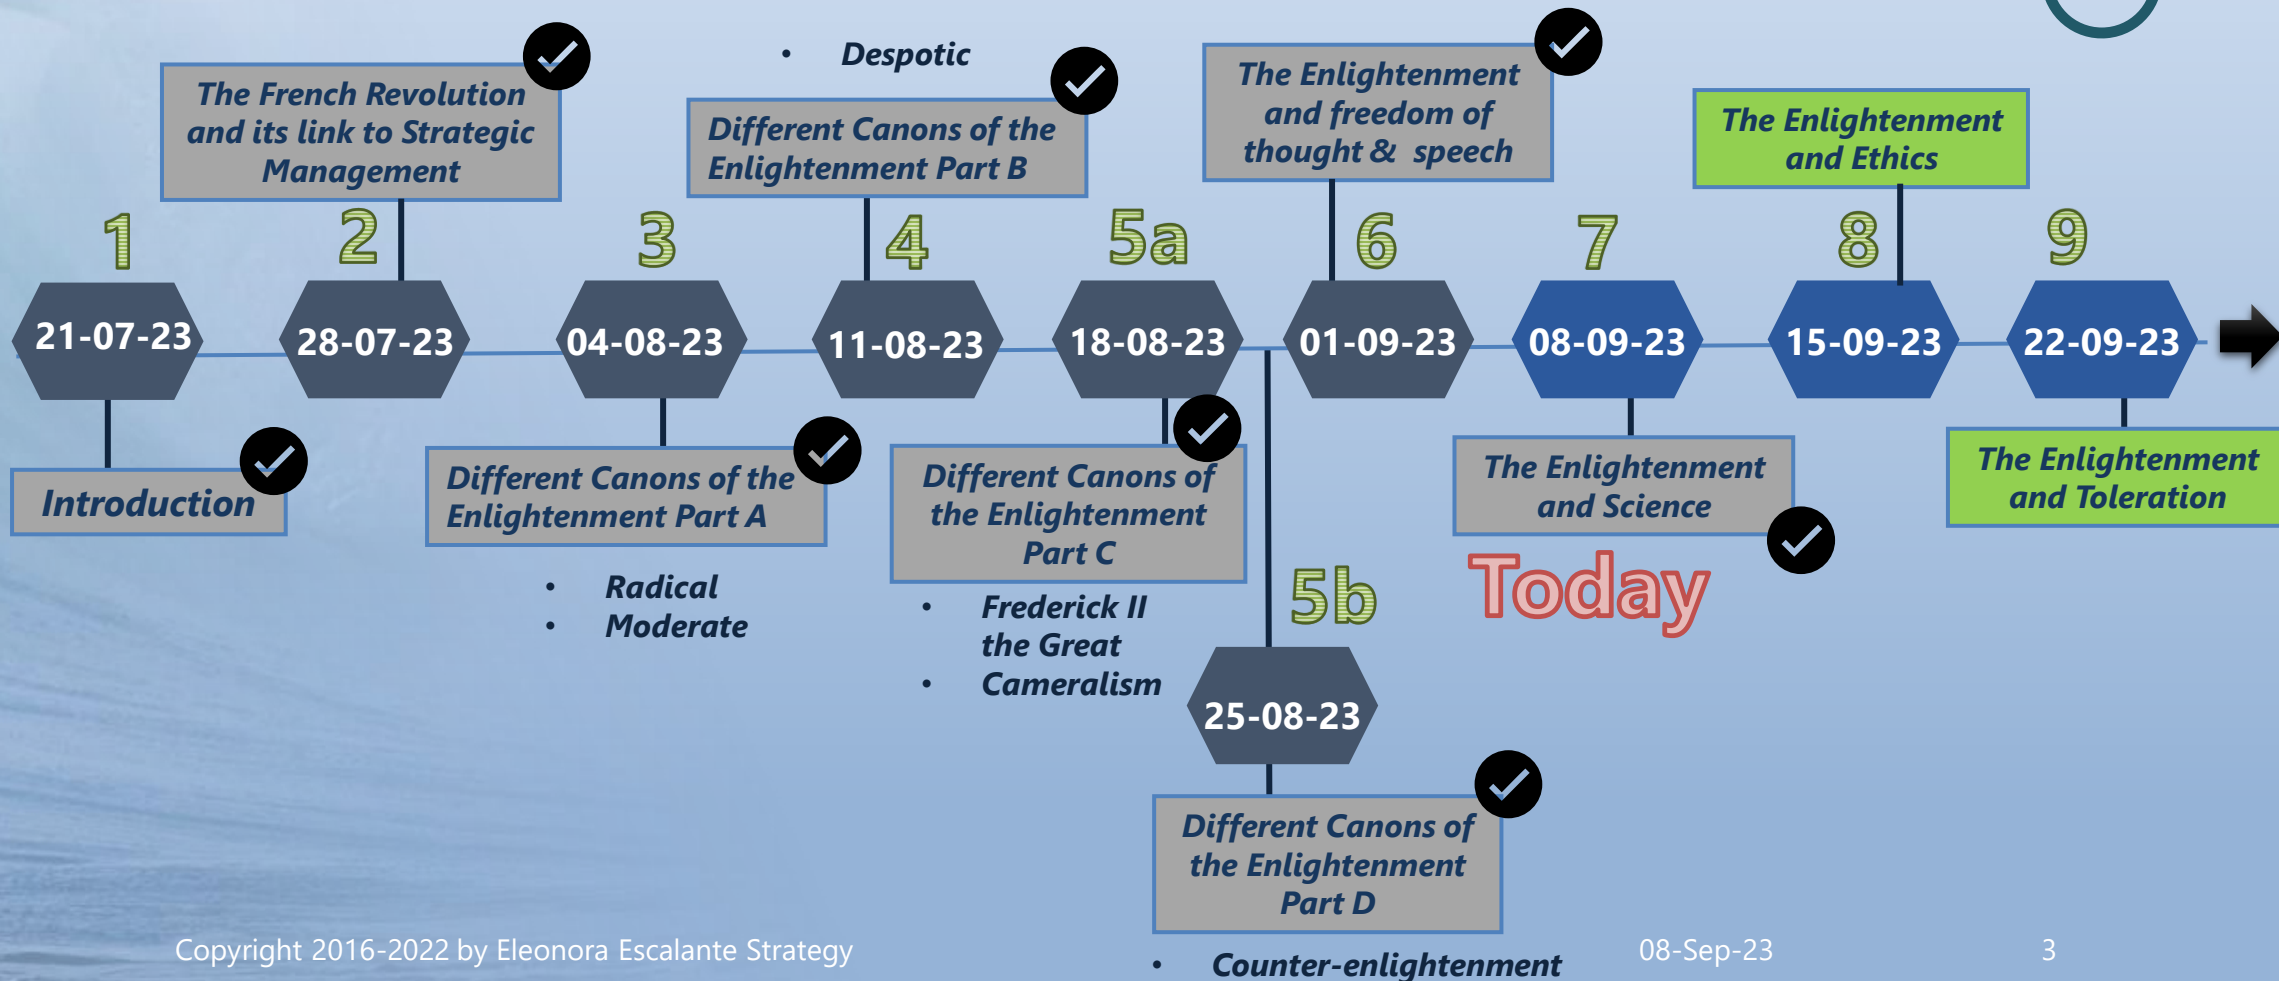 • Despotic
The French Revolution
and its link to Strategic
Management
Different Canons of the
Enlightenment Part B
The Enlightenment
and freedom of
thought & speech
The Enlightenment
and Ethics
1
2
3
4
5a
6
7
8
9
21-07-23
28-07-23
04-08-23
11-08-23
18-08-23
01-09-23
08-09-23
15-09-23
22-09-23
Introduction
Different Canons of the
Enlightenment Part A
• Radical
• Moderate
Different Canons of
the Enlightenment
Part C
• Frederick II
the Great
• Cameralism
The Enlightenment
and Science
Today
The Enlightenment
and Toleration
5b
25-08-23
Different Canons of
the Enlightenment
Part D
• Counter-enlightenment
Copyright 2016-2022 by Eleonora Escalante Strategy
08-Sep-23
3